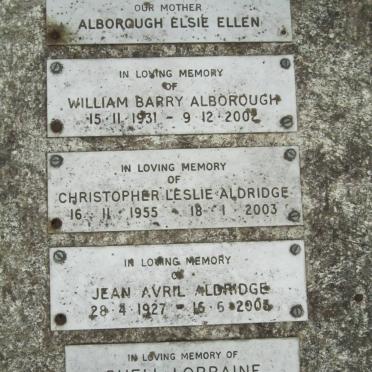 OUR MOTHER
ALBOROUGH ELSIE ELLEN
IN LOVING MEMORY
OF
WILLIAM BARRY ALBOROUGH
15·11·1931 - 9·12·2002
IN LOVING MEMORY
OF
CHRISTOPHER LESLIE ALDRIDGE
16·11·1955 - 18·1·2003
IN LOVING MEMORY
OF
JEAN AVRIL ALDRIDGE
28·4·1927 - 15·6·2005
IN LOVING MEMORY OF
LORRAINE